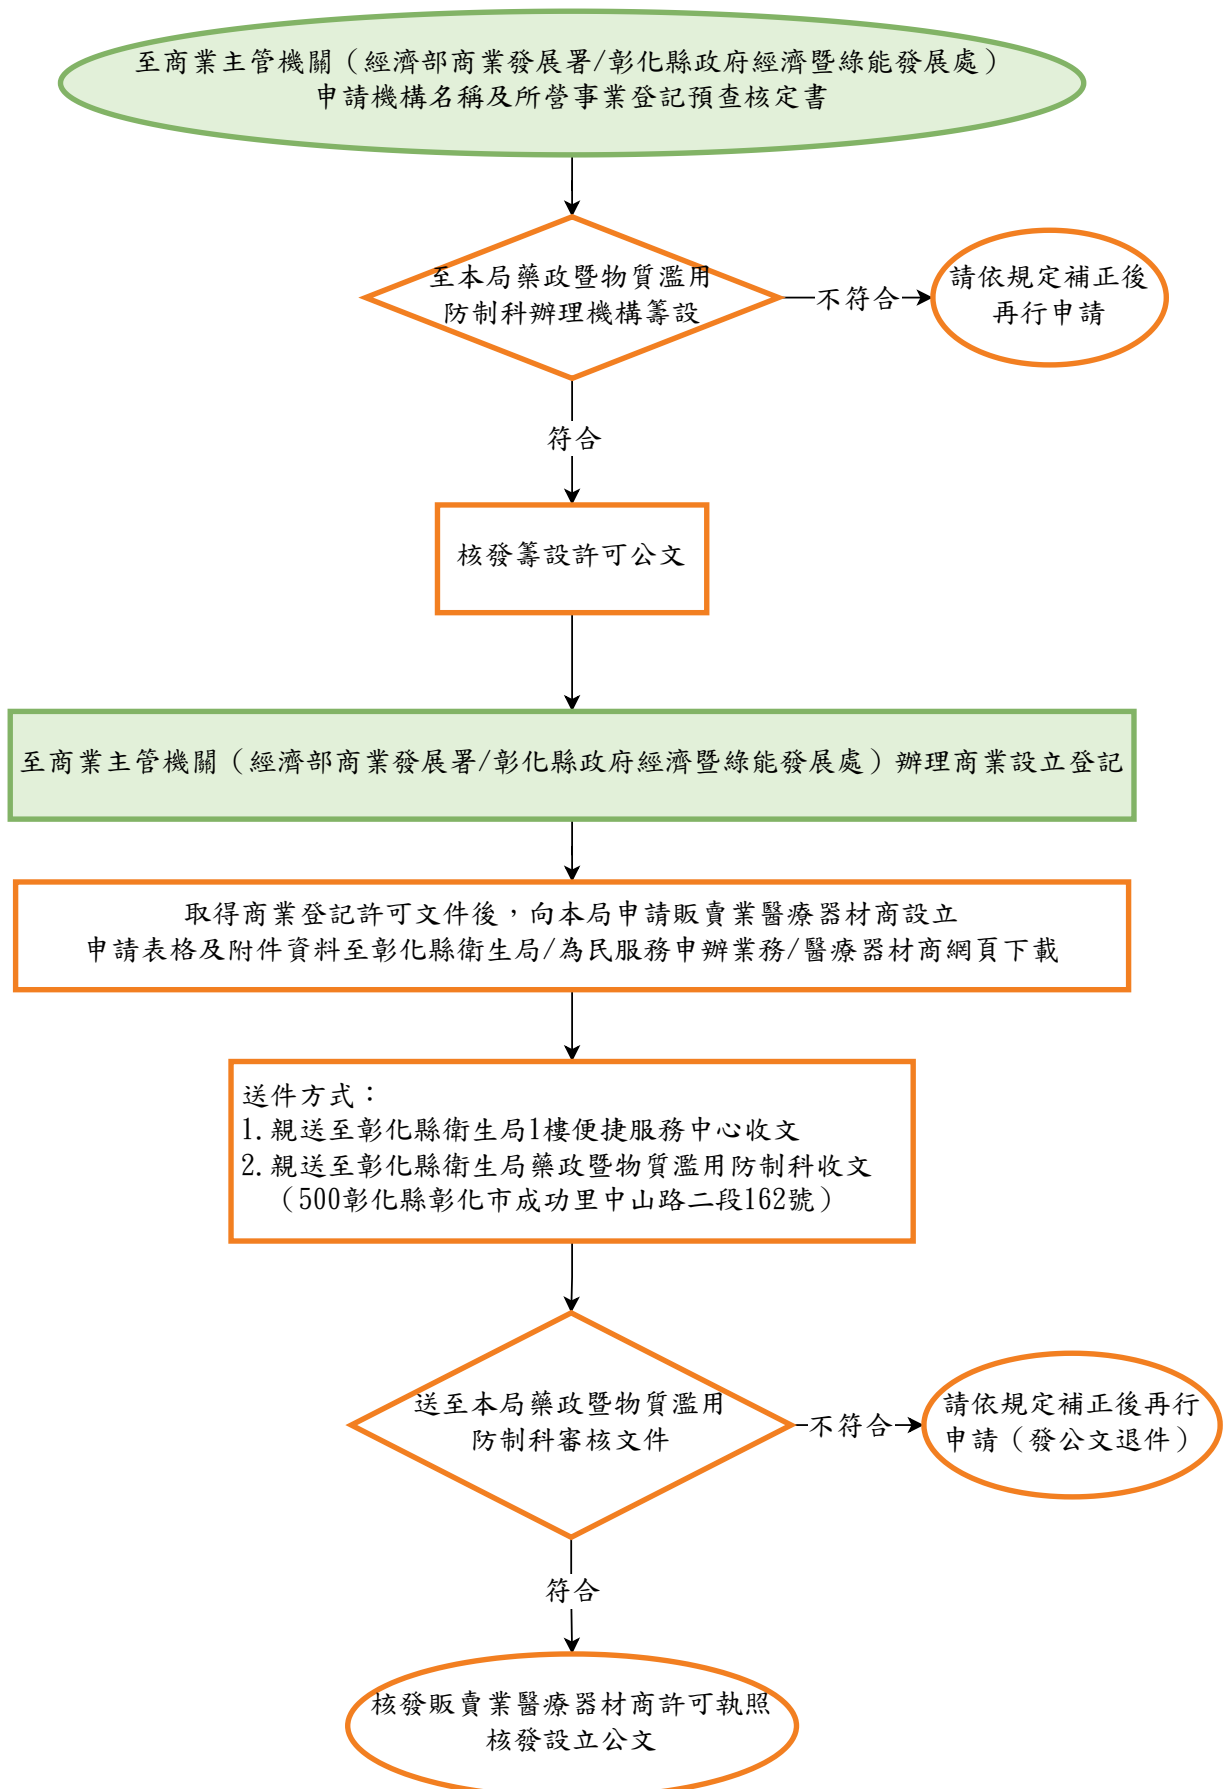 至商業主管機關（經濟部商業發展署/彰化縣政府經濟暨綠能發展處）
申請機構名稱及所營事業登記預查核定書
至本局藥政暨物質濫用
防制科辦理機構籌設
不符合
請依規定補正後
再行申請
符合
核發籌設許可公文
至商業主管機關（經濟部商業發展署/彰化縣政府經濟暨綠能發展處）辦理商業設立登記
取得商業登記許可文件後，向本局申請販賣業醫療器材商設立
申請表格及附件資料至彰化縣衛生局/為民服務申辦業務/醫療器材商網頁下載
送件方式：
1.親送至彰化縣衛生局1樓便捷服務中心收文
2.親送至彰化縣衛生局藥政暨物質濫用防制科收文
（500彰化縣彰化市成功里中山路二段162號）
送至本局藥政暨物質濫用
防制科審核文件
不符合
請依規定補正後再行
申請（發公文退件）
符合
核發販賣業醫療器材商許可執照
核發設立公文